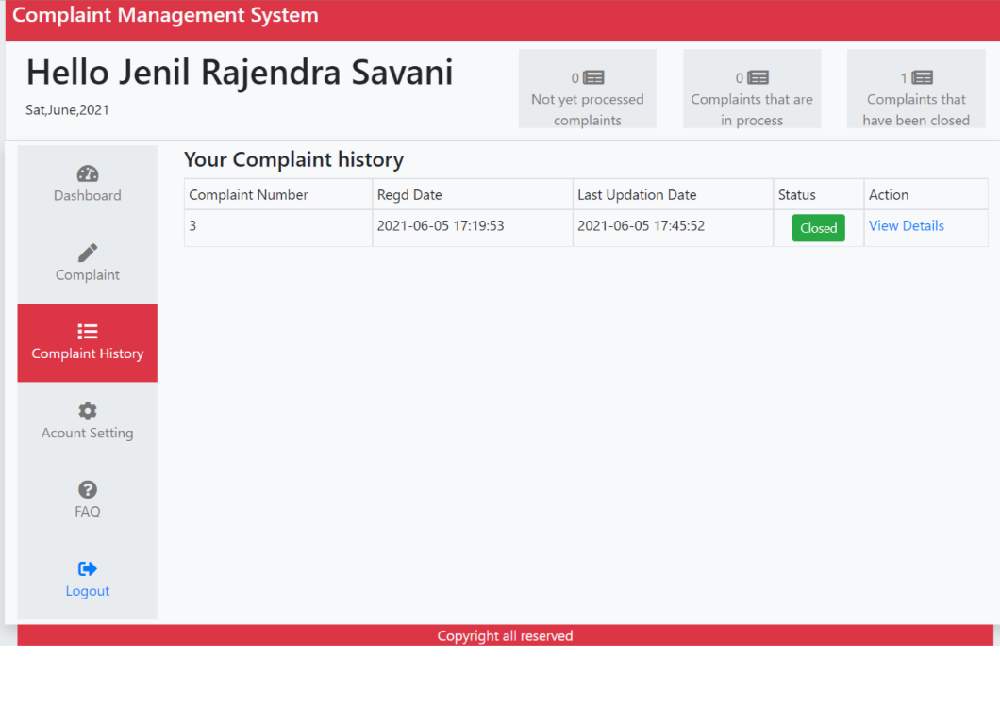 Complaint Management System
Hello Jenil Rajendra Savani
Sat,June,2021
0
Not yet processed
complaints
0
Complaints that are
in process
1
Complaints that
have been closed
Dashboard
Complaint
Complaint History
Acount Setting
FAQ
Logout
Your Complaint history
Complaint Number Regd Date Last Updation Date Status Action
3 2021-06-05 17:19:53 2021-06-05 17:45:52 Closed View Details
Copyright all reserved